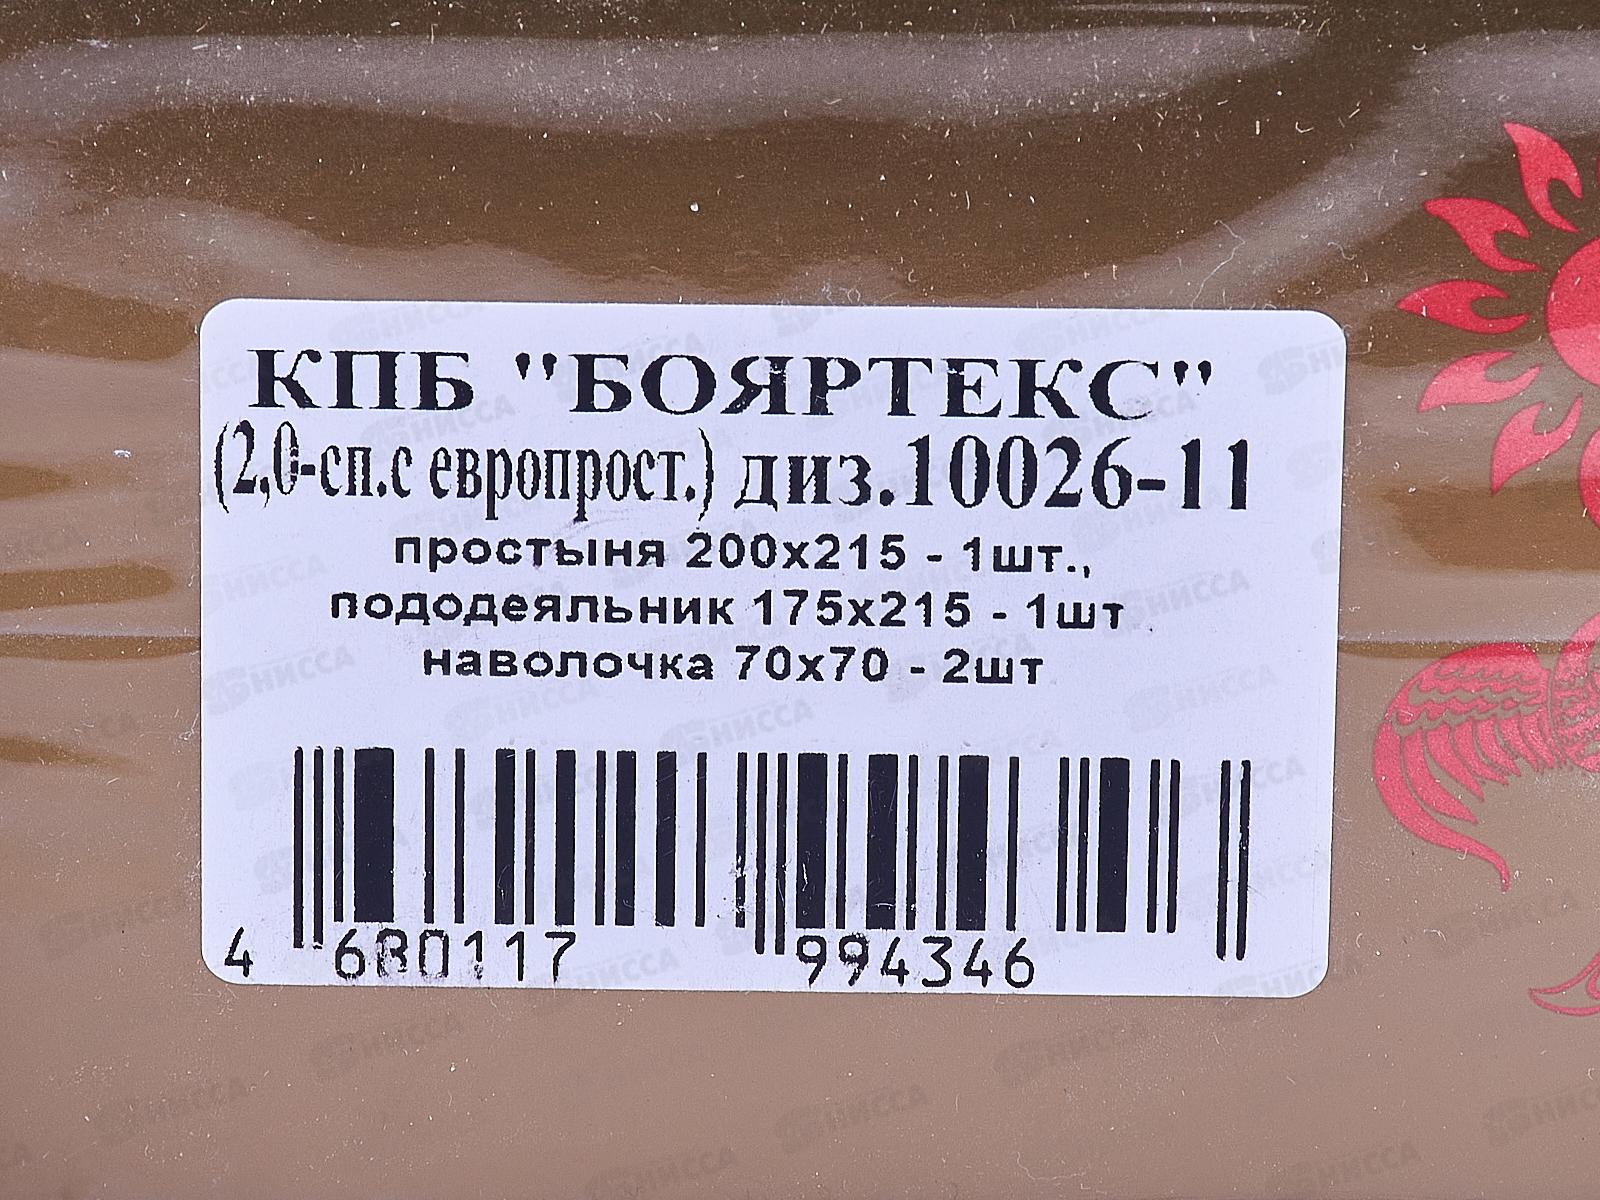 КПБ "БОЯРТЕКС"
(2,0-сп.с европрост.) диз.10026-11
простыня 200х215 - 1шт.,
пододеяльник 175х215 - 1шт
наволочка 70х70 - 2шт
4 680117 994346